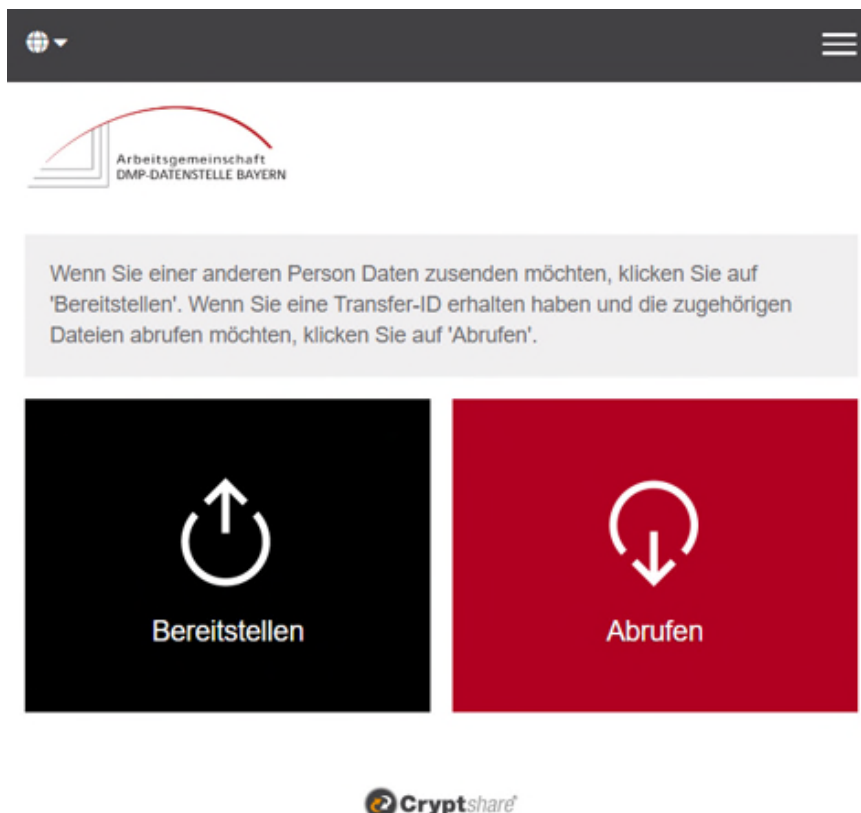 Arbeitsgemeinschaft
DMP-DATENSTELLE BAYERN
Wenn Sie einer anderen Person Daten zusenden möchten, klicken Sie auf
'Bereitstellen'. Wenn Sie eine Transfer-ID erhalten haben und die zugehörigen
Dateien abrufen möchten, klicken Sie auf 'Abrufen'.
Bereitstellen
Abrufen
Cryptshare®